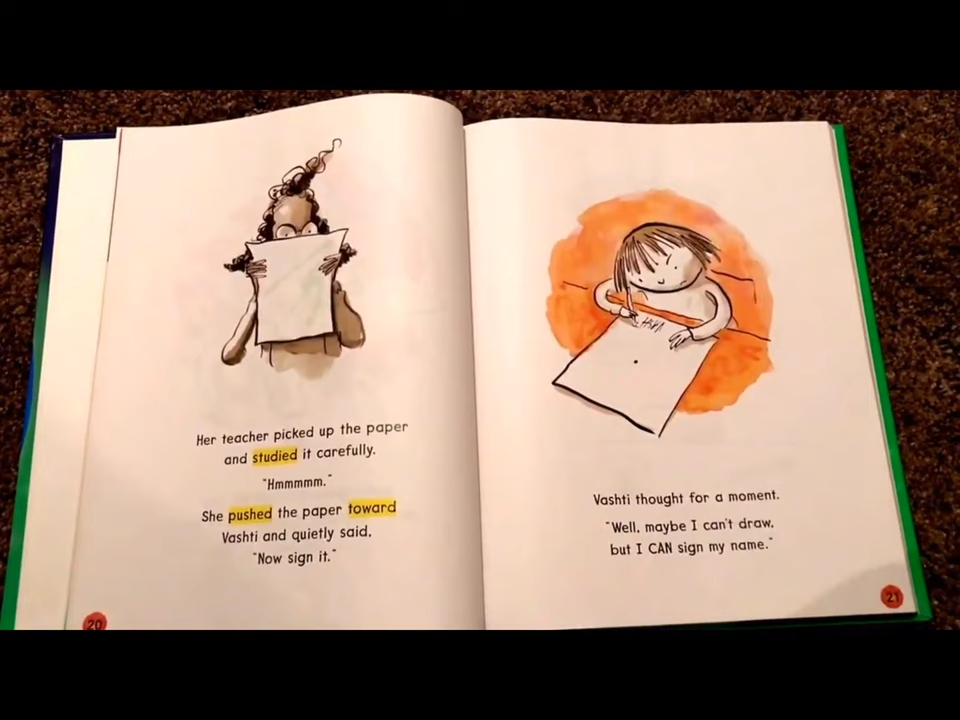 Her teacher picked up the paper
and studied it carefully.
"Hmmmmm."
She pushed the paper toward
Vashti and quietly said,
"Now sign it."
20
Vashti thought for a moment.
"Well, maybe I can't draw,
but I CAN sign my name."
21